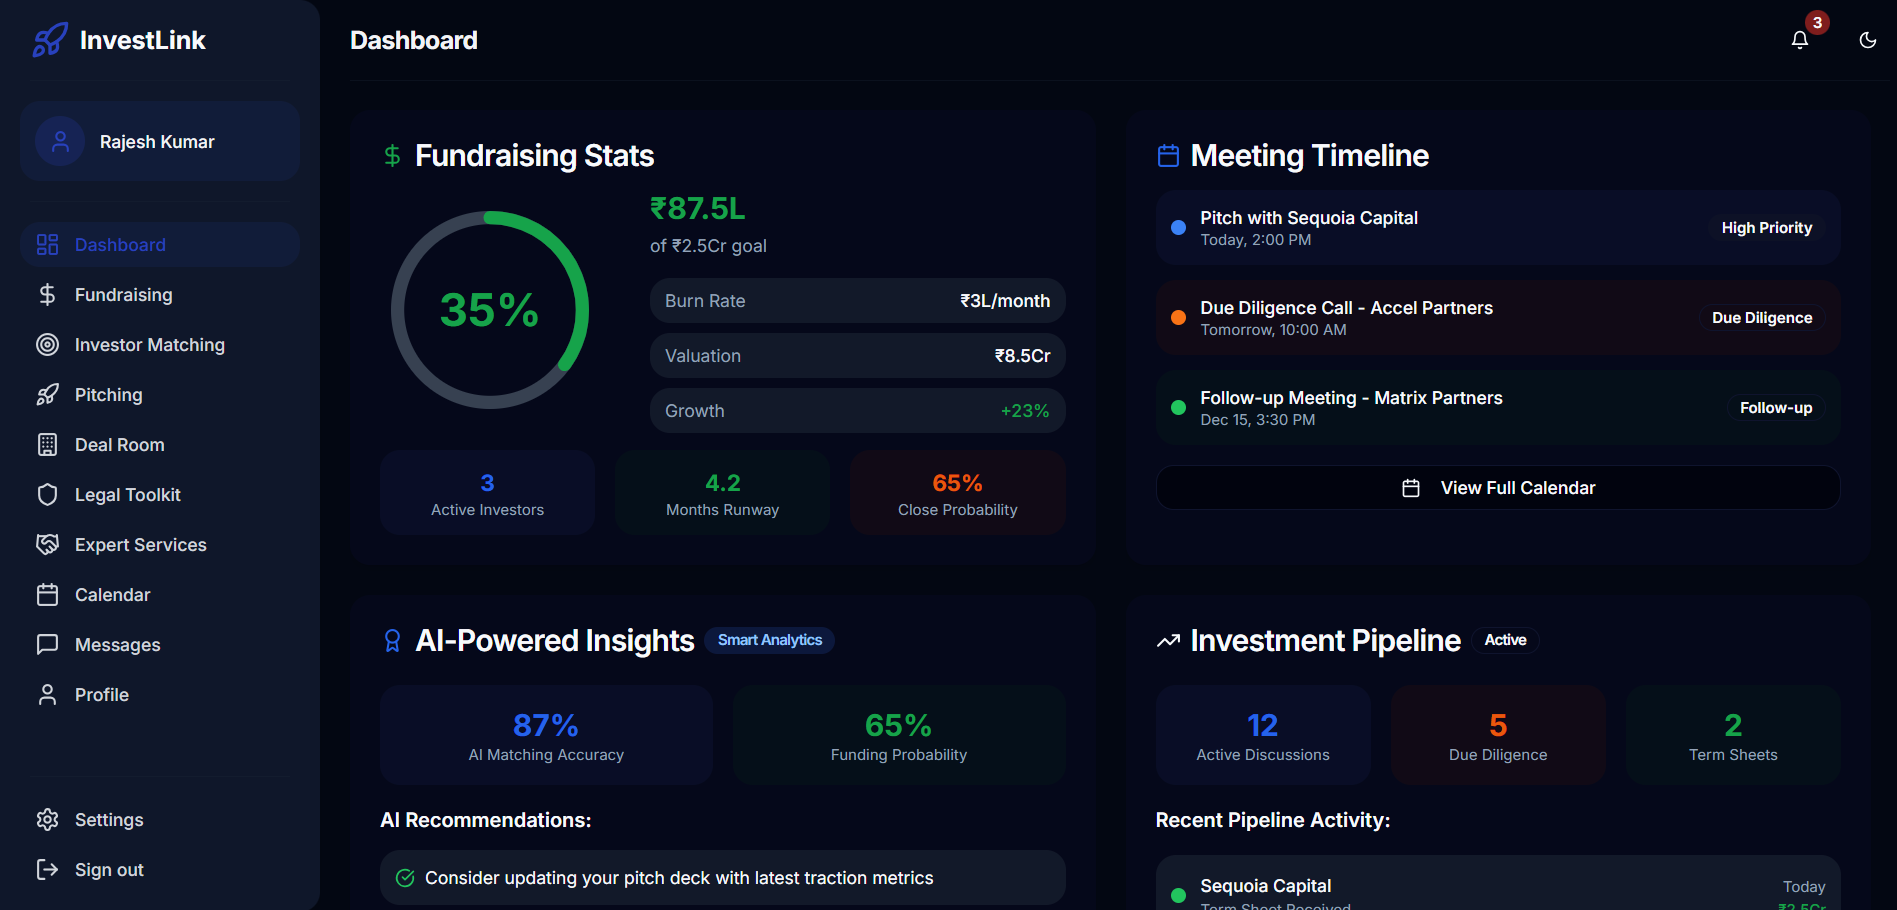 InvestLink
Rajesh Kumar
Dashboard
Fundraising
Investor Matching
Pitching
Deal Room
Legal Toolkit
Expert Services
Calendar
Messages
Profile
Settings
Sign out
Dashboard
3
Fundraising Stats
35%
₹87.5L
of ₹2.5Cr goal
Burn Rate ₹3L/month
Valuation ₹8.5Cr
Growth +23%
3
Active Investors
4.2
Months Runway
65%
Close Probability
Meeting Timeline
Pitch with Sequoia Capital
Today, 2:00 PM
High Priority
Due Diligence Call - Accel Partners
Tomorrow, 10:00 AM
Due Diligence
Follow-up Meeting - Matrix Partners
Dec 15, 3:30 PM
Follow-up
View Full Calendar
AI-Powered Insights Smart Analytics
87%
AI Matching Accuracy
65%
Funding Probability
AI Recommendations:
Consider updating your pitch deck with latest traction metrics
Investment Pipeline Active
12
Active Discussions
5
Due Diligence
2
Term Sheets
Recent Pipeline Activity:
Sequoia Capital
Today
Term Sheet Received
₹2.5Cr